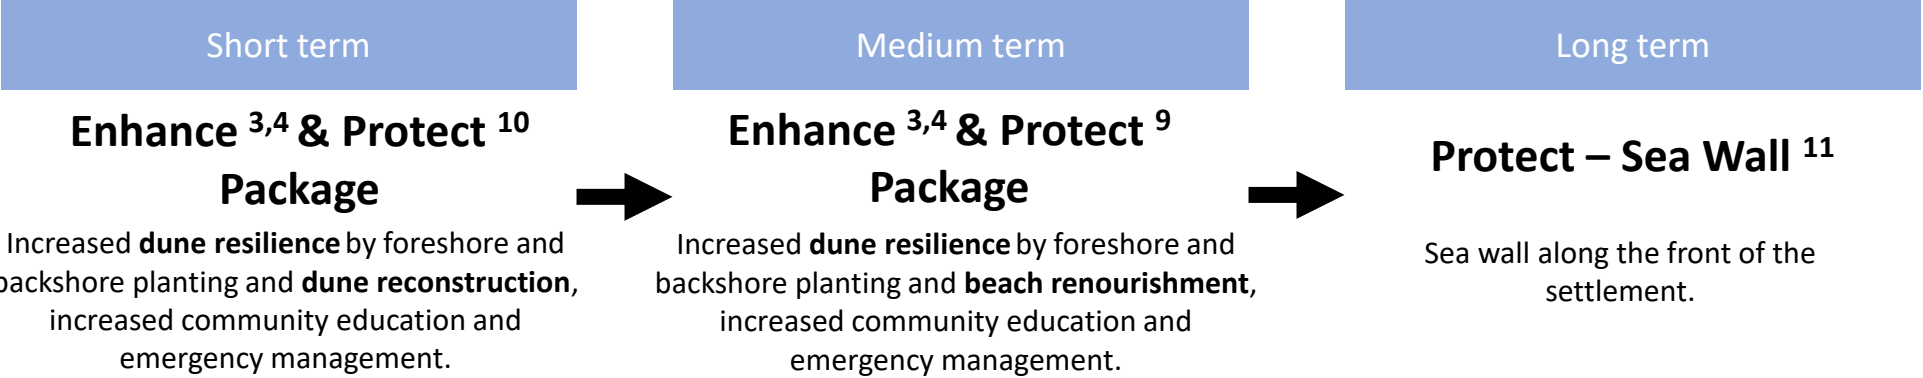 Short term
Enhance 3,4 & Protect 10
Package
Increased dune resilience by foreshore and
backshore planting and dune reconstruction,
increased community education and
emergency management.
Medium term
Enhance 3,4 & Protect 9
Package
Increased dune resilience by foreshore and
backshore planting and beach renourishment,
increased community education and
emergency management.
Long term
Protect – Sea Wall 11
Sea wall along the front of the
settlement.